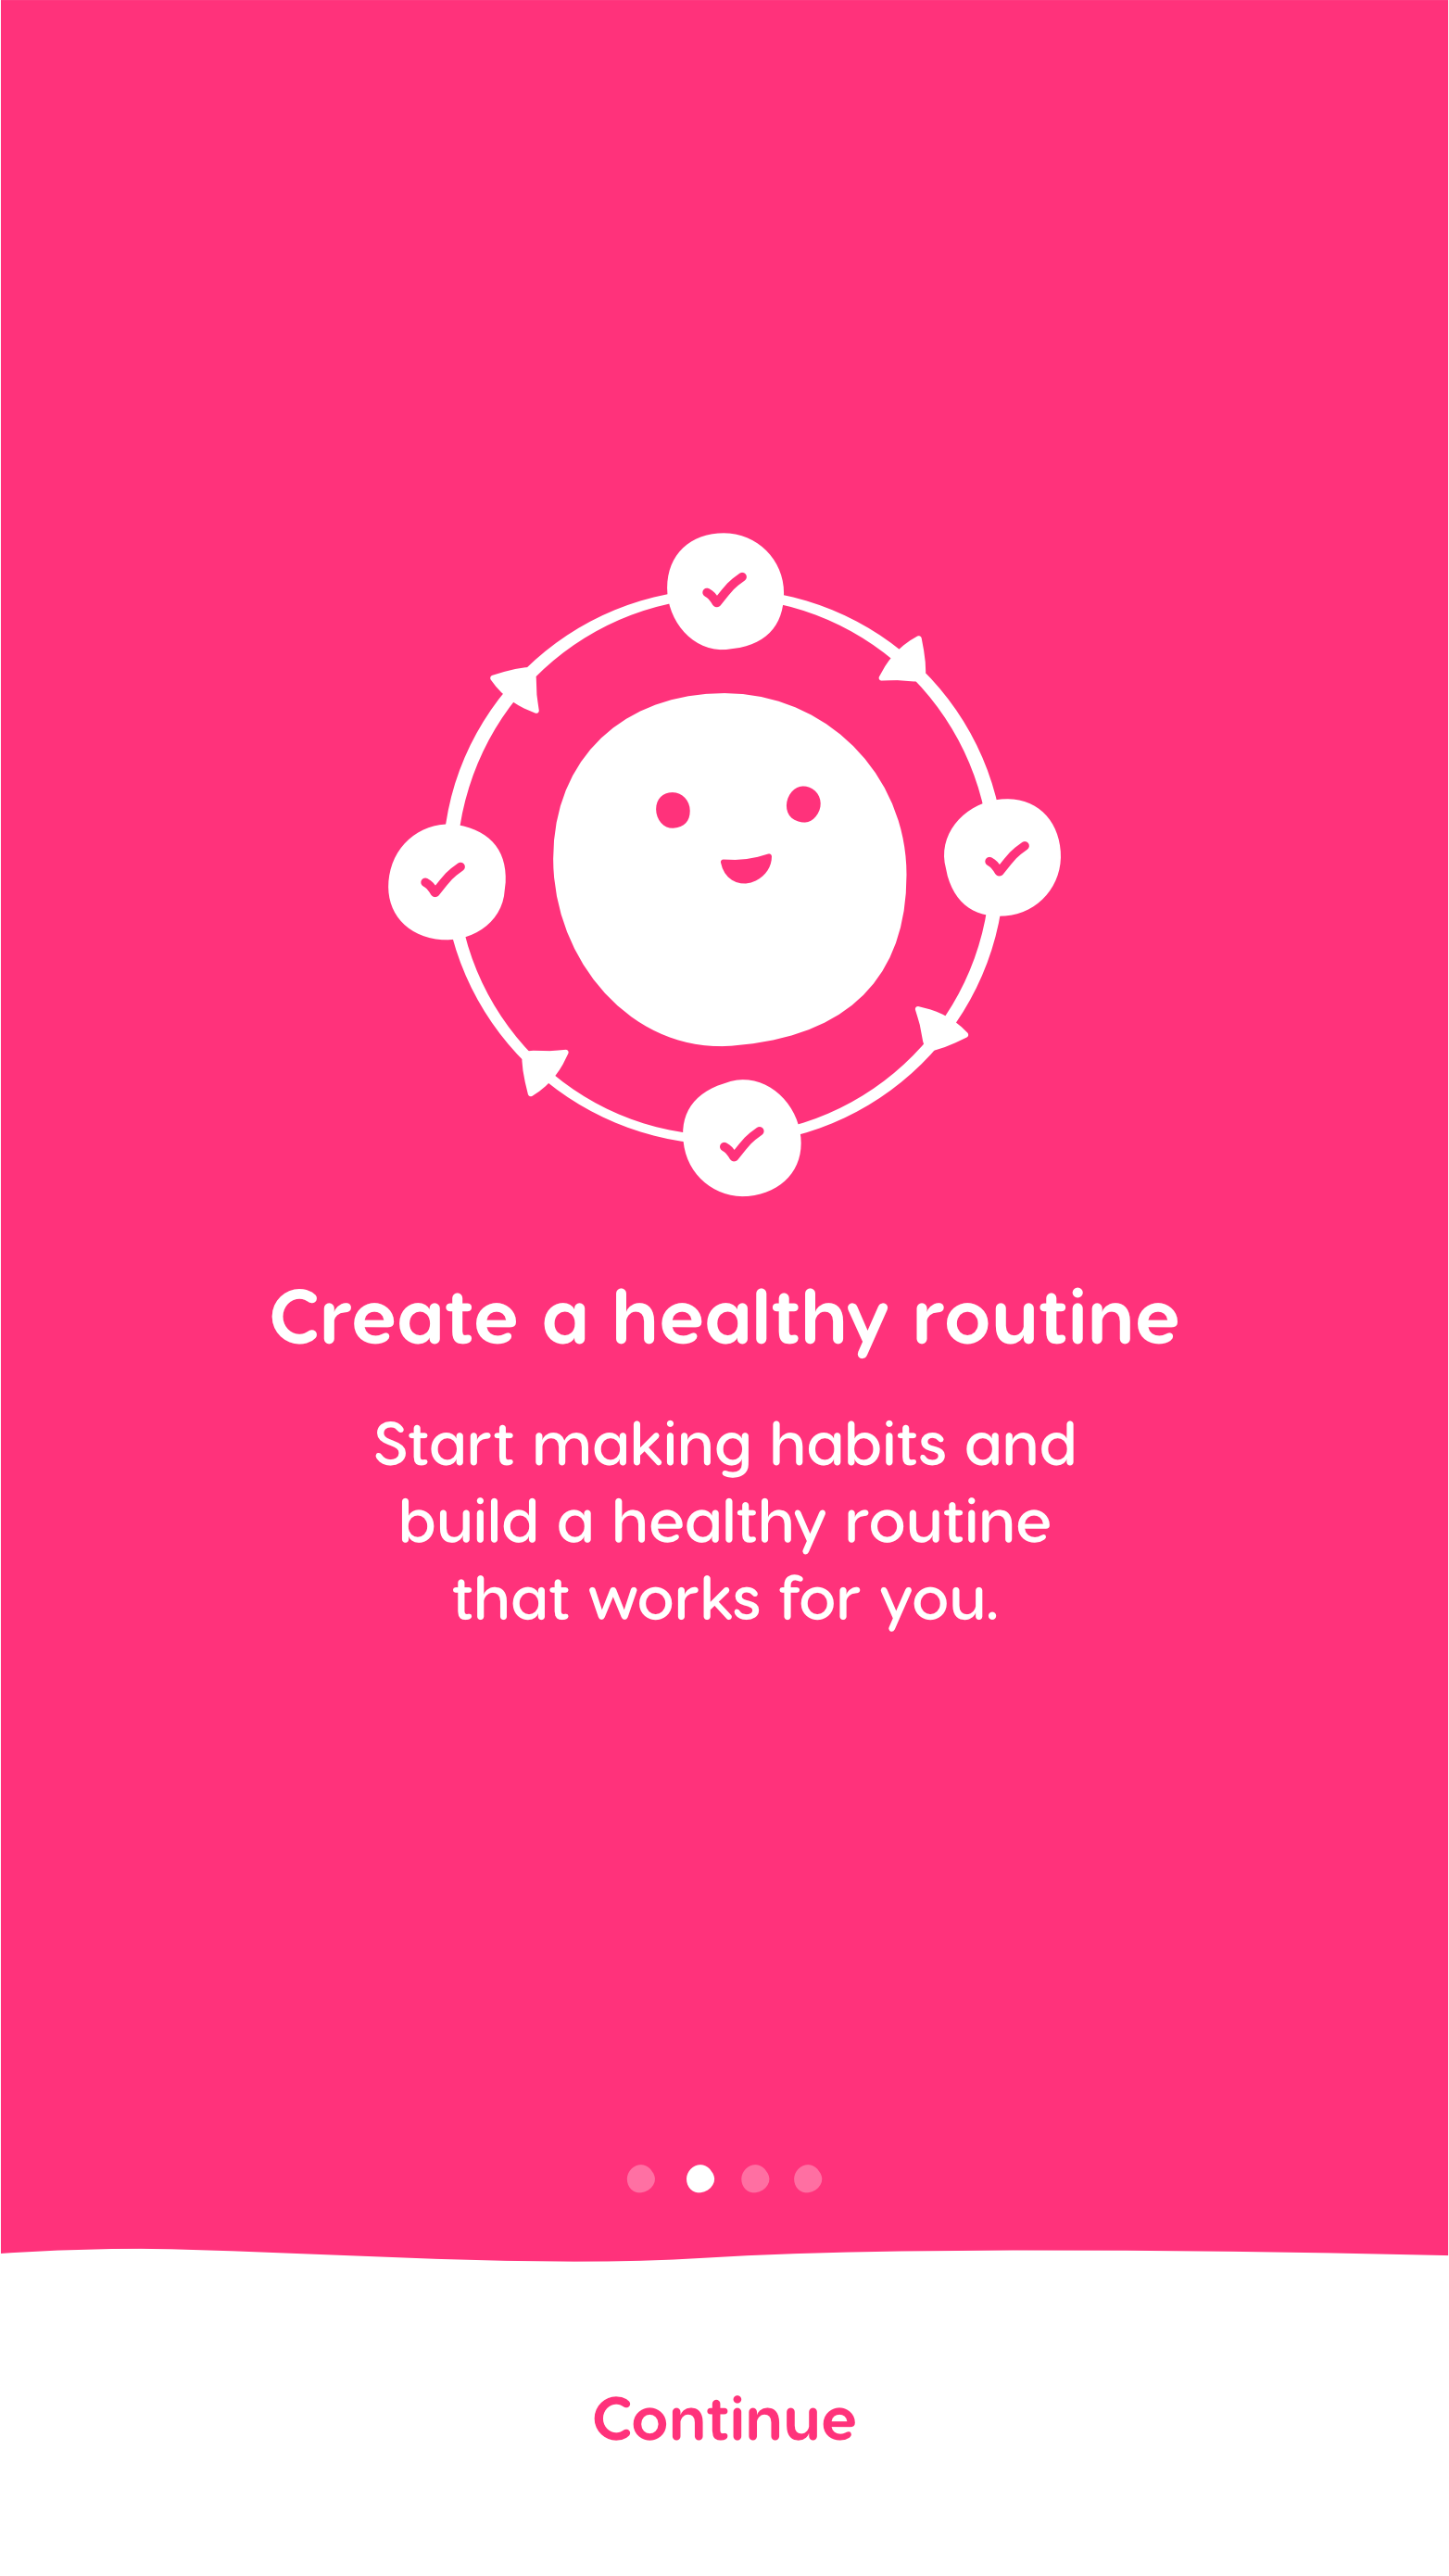 Create a healthy routine
Start making habits and
build a healthy routine
that works for you.
Continue